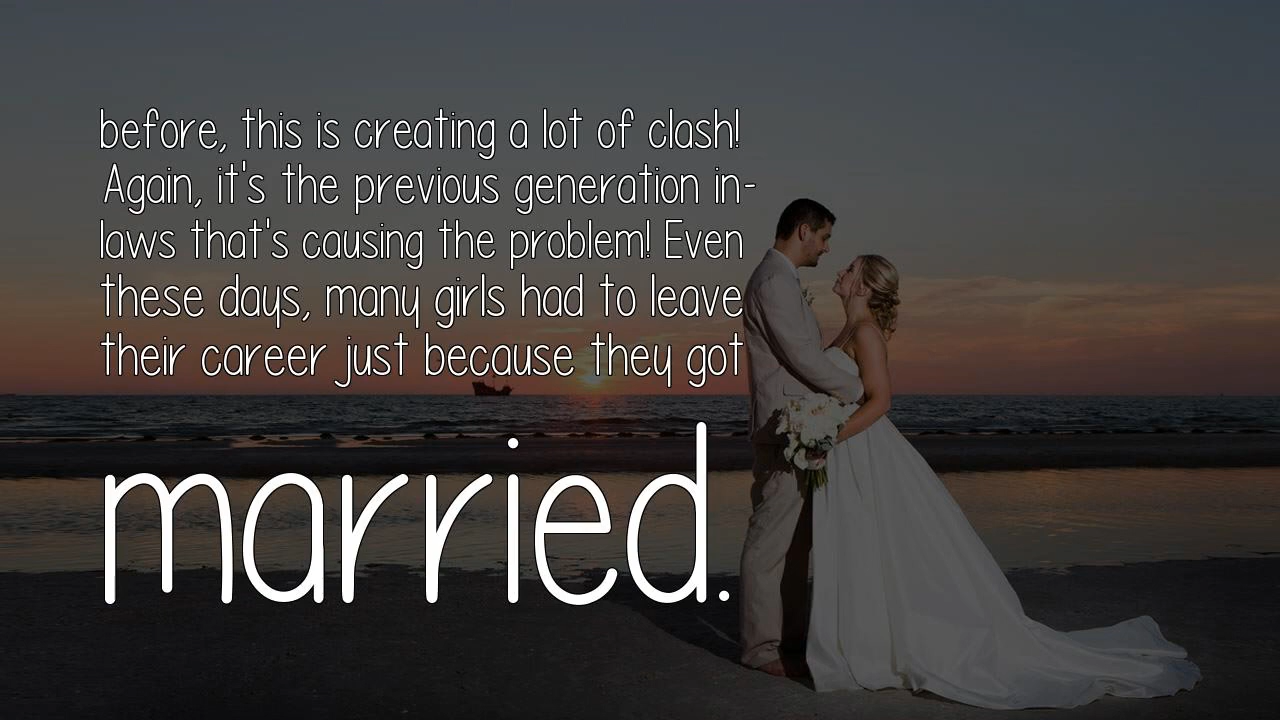 before, this is creating a lot of clash!
Again, it's the previous generation in-
laws that's causing the problem! Even
these days, many girls had to leave
their career just because they got
married.